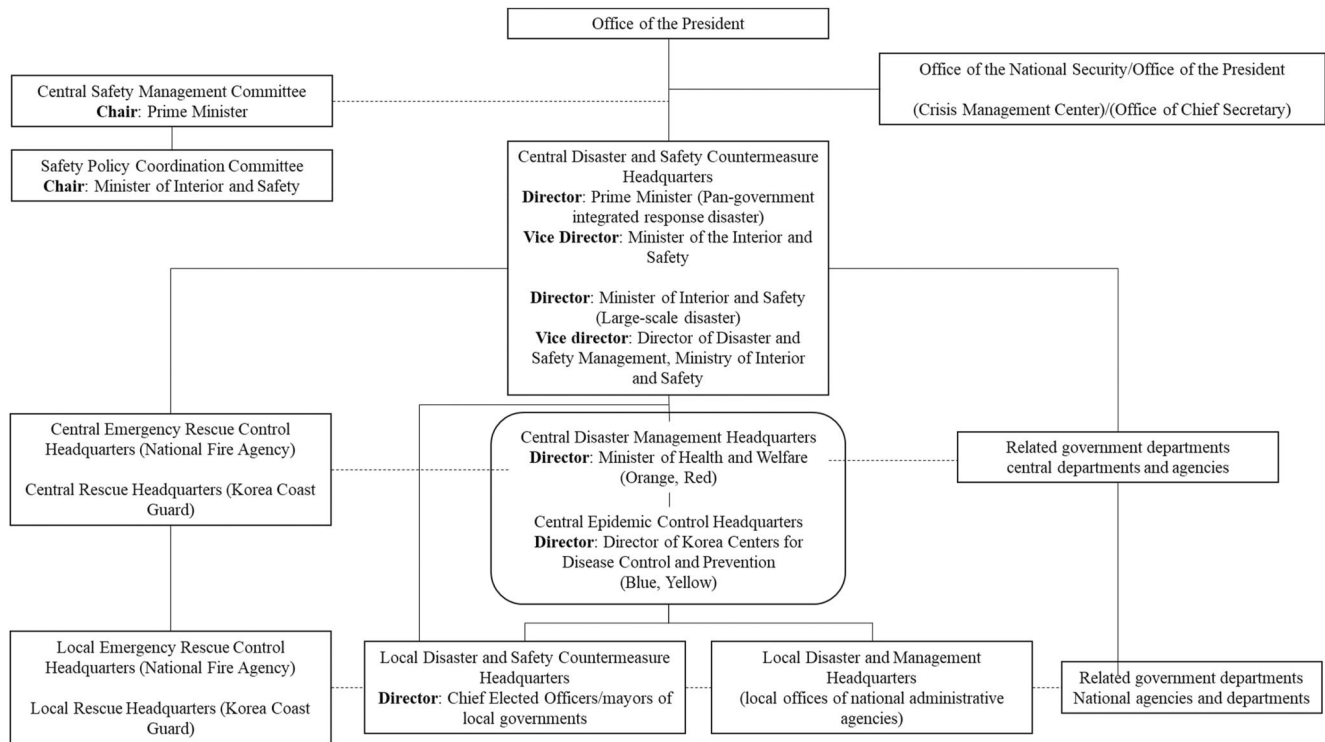 Office of the President
Office of the National Security/Office of the President
(Crisis Management Center)/(Office of Chief Secretary)
Central Safety Management Committee
Chair: Prime Minister
Safety Policy Coordination Committee
Chair: Minister of Interior and Safety
Central Disaster and Safety Countermeasure
Headquarters
Director: Prime Minister (Pan-government
integrated response disaster)
Vice Director: Minister of the Interior and
Safety
Director: Minister of Interior and Safety
(Large-scale disaster)
Vice director: Director of Disaster and
Safety Management, Ministry of Interior
and Safety
Central Emergency Rescue Control
Headquarters (National Fire Agency)
Central Rescue Headquarters (Korea Coast
Guard)
Central Disaster Management Headquarters
Director: Minister of Health and Welfare
(Orange, Red)
Central Epidemic Control Headquarters
Director: Director of Korea Centers for
Disease Control and Prevention
(Blue, Yellow)
Related government departments
central departments and agencies
Local Emergency Rescue Control
Headquarters (National Fire Agency)
Local Rescue Headquarters (Korea Coast
Guard)
Local Disaster and Safety Countermeasure
Headquarters
Director: Chief Elected Officers/mayors of
local governments
Local Disaster and Management
Headquarters
(local offices of national administrative
agencies)
Related government departments
National agencies and departments